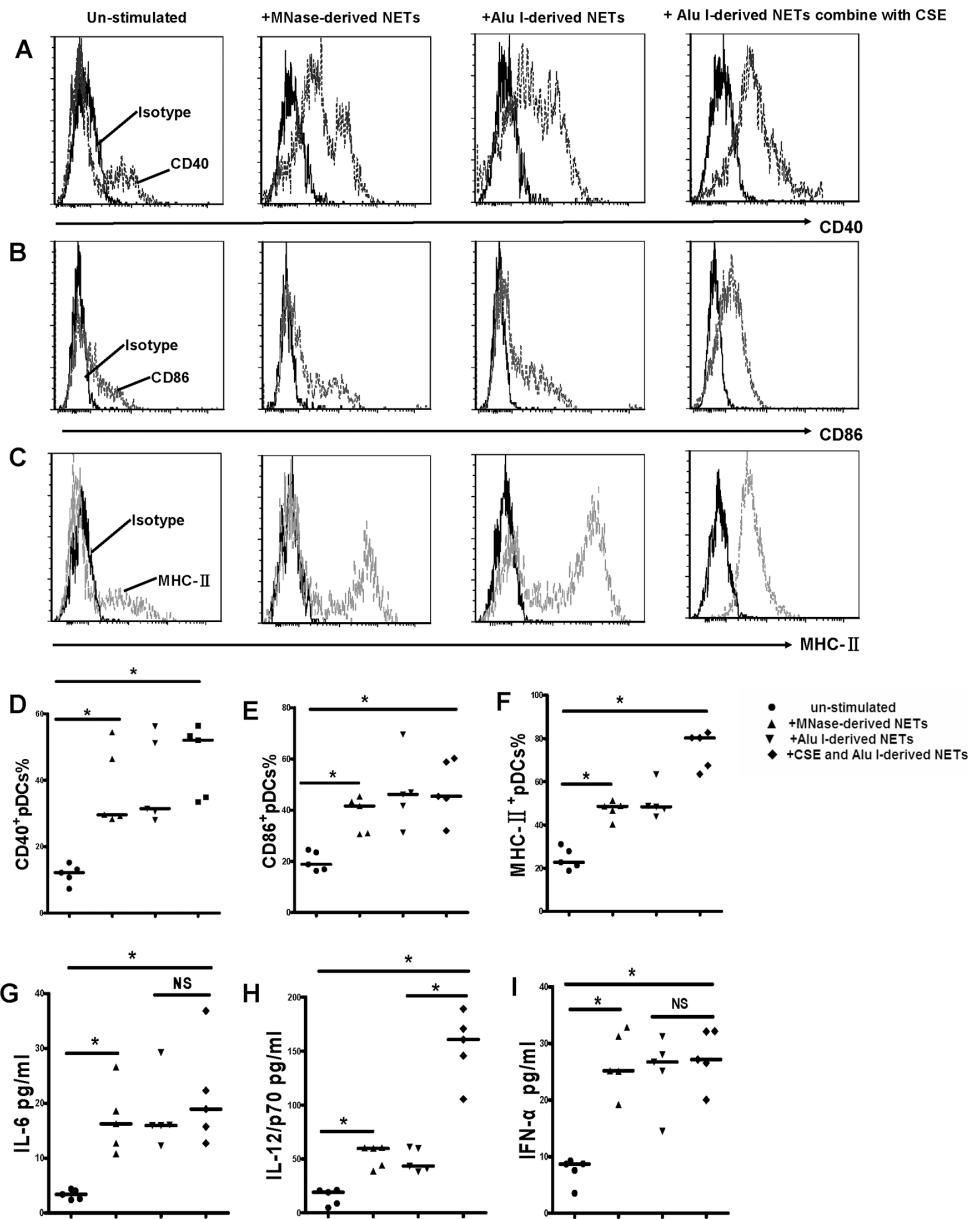 Un-stimulated
+MNase-derived NETs
+Alu I-derived NETs
+ Alu I-derived NETs combine with CSE
A
Isotype
CD40
CD40
B
Isotype
CD86
CD86
C
Isotype
MHC-II
MHC-II
D
*
*
CD40+pDCs%
60
40
20
0
E
*
*
CD86+pDCs%
80
60
40
20
0
F
*
*
MHC-II +pDCs%
100
80
60
40
20
0
un-stimulated
+MNase-derived NETs
+Alu I-derived NETs
+CSE and Alu I-derived NETs
G
*
NS
*
IL-6 pg/ml
40
30
20
10
0
H
*
*
*
IL-12/p70 pg/ml
200
150
100
50
0
I
*
*
NS
IFN-α pg/ml
40
30
20
10
0